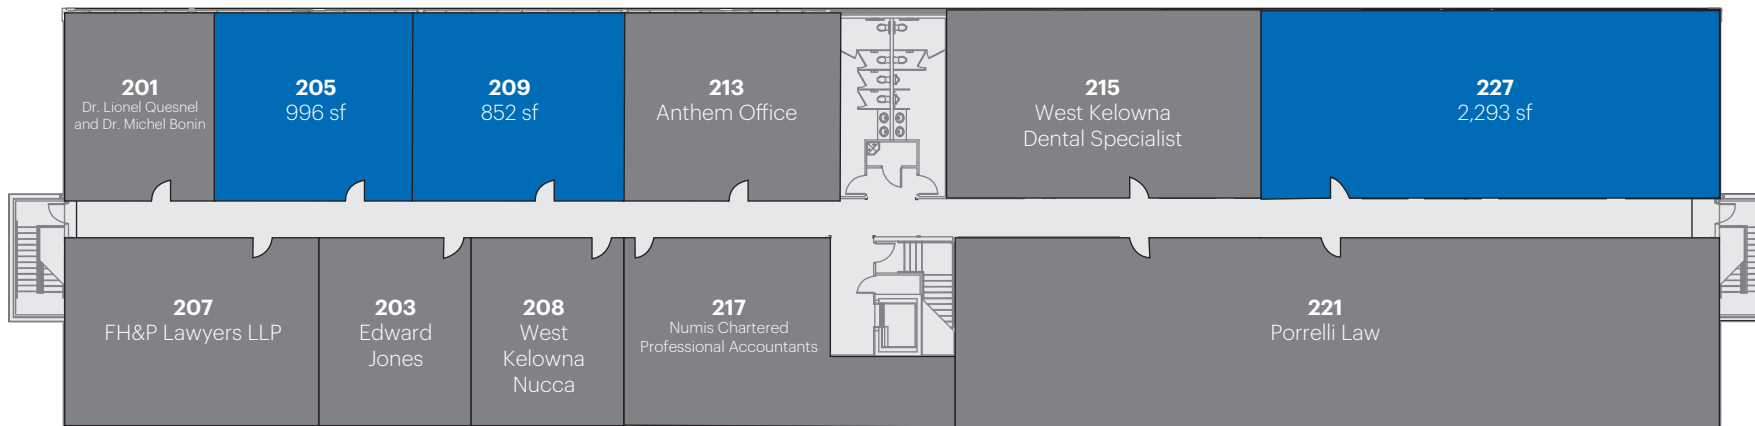 201
Dr. Lionel Quesnel
and Dr. Michel Bonin
205
996 sf
209
852 sf
213
Anthem Office
215
West Kelowna
Dental Specialist
227
2,293 sf
207
FH&P Lawyers LLP
203
Edward
Jones
208
West
Kelowna
Nucca
217
Numis Chartered
Professional Accountants
221
Porrelli Law